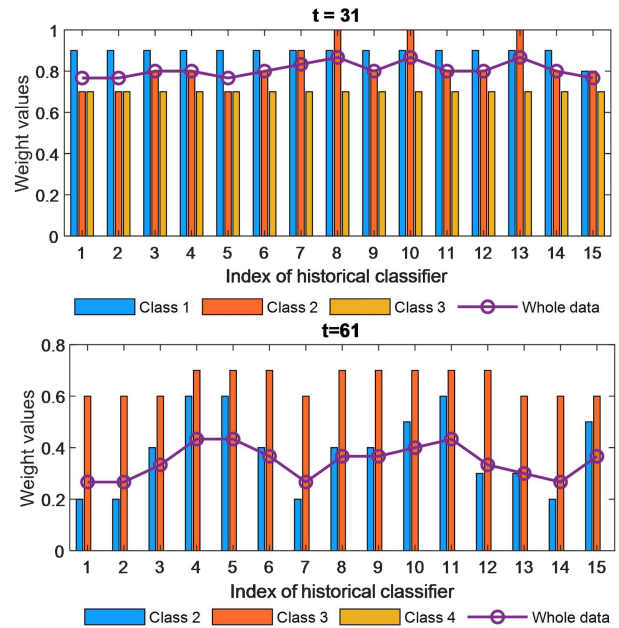 t = 31
Weight values
1
0.8
0.6
0.4
0.2
0
1 2 3 4 5 6 7 8 9 10 11 12 13 14 15
Index of historical classifier
Class 1 Class 2 Class 3 Whole data
t=61
Weight values
0.8
0.6
0.4
0.2
0
1 2 3 4 5 6 7 8 9 10 11 12 13 14 15
Index of historical classifier
Class 2 Class 3 Class 4 Whole data